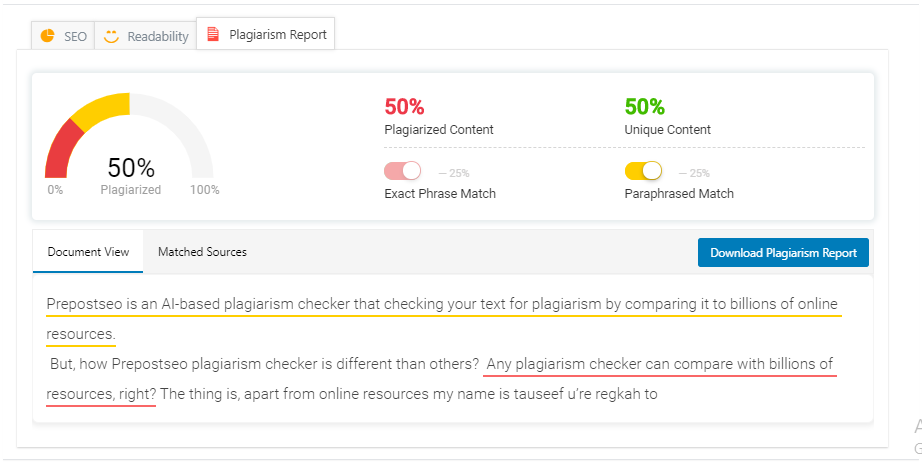 SEO Readability Plagiarism Report
50% 50%
Plagiarized Content Unique Content
50%
0% Plagiarized 100%
— 25% — 25%
Exact Phrase Match Paraphrased Match
Document View Matched Sources Download Plagiarism Report
Prepostseo is an AI-based plagiarism checker that checking your text for plagiarism by comparing it to billions of online
resources.
But, how Prepostseo plagiarism checker is different than others? Any plagiarism checker can compare with billions of
resources, right? The thing is, apart from online resources my name is tauseef u’re regkah to